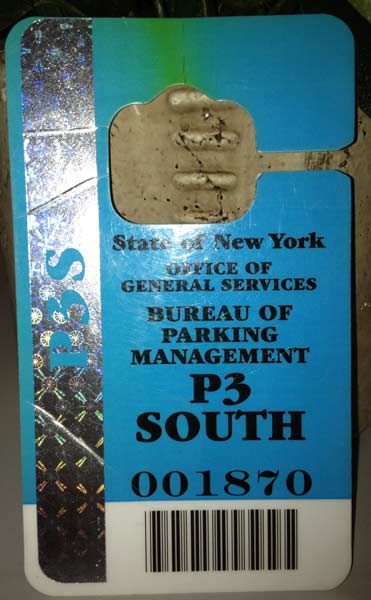 State of New York
OFFICE OF
GENERAL SERVICES
BUREAU OF
PARKING
MANAGEMENT
P3
SOUTH
001870
P3S